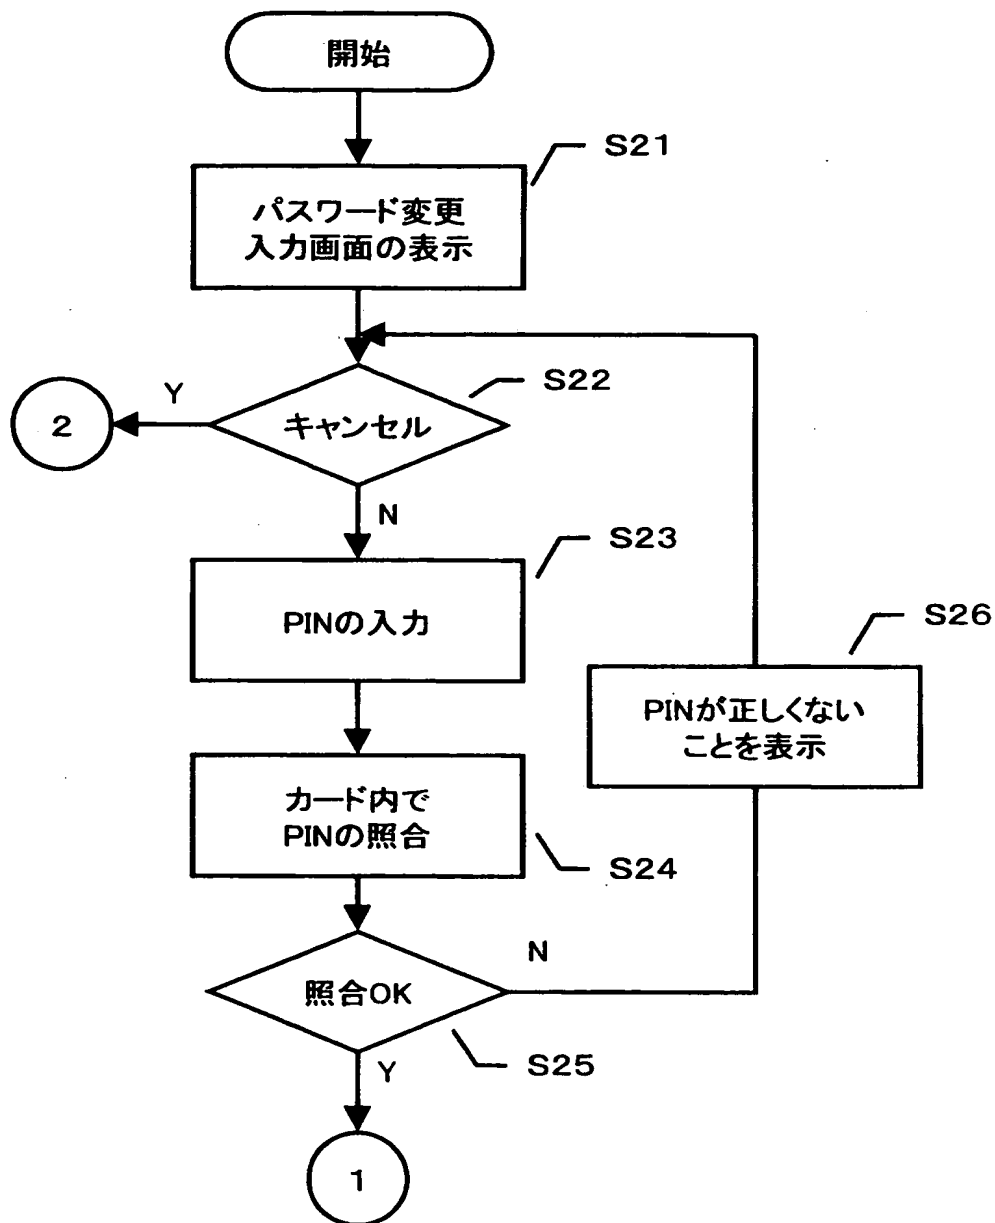 開始
S21
パスワード変更
入力画面の表示
S22
Y
2
キャンセル
N
S23
PINの入力
S26
PINが正しくない
ことを表示
カード内で
PINの照合
S24
N
照合OK
S25
Y
1